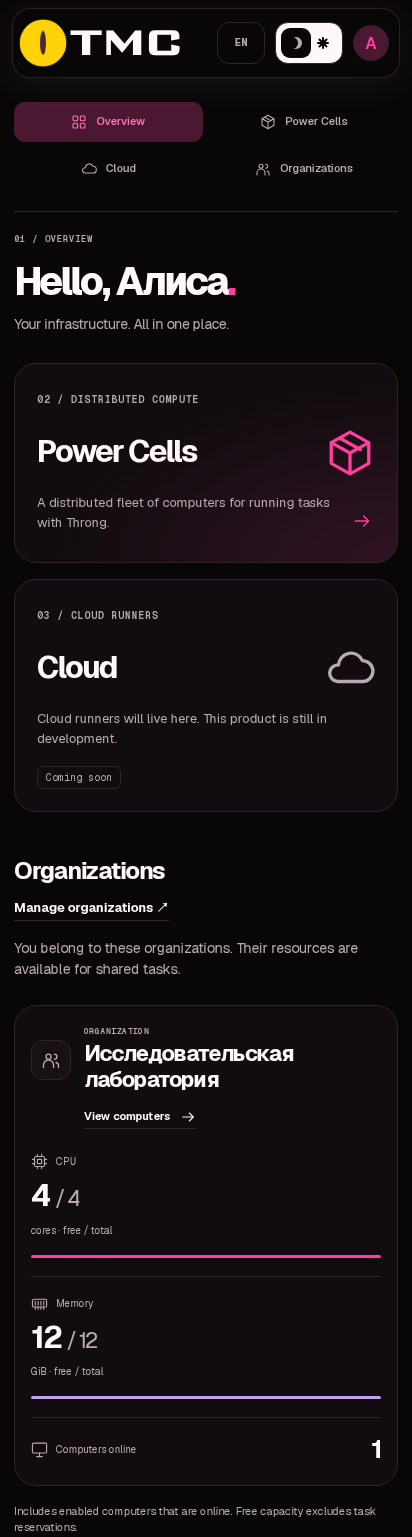 TMC
EN
A
Overview
Power Cells
Cloud
Organizations
01 / OVERVIEW
Hello, Алиса.
Your infrastructure. All in one place.
02 / DISTRIBUTED COMPUTE
Power Cells
A distributed fleet of computers for running tasks
with Throng.
03 / CLOUD RUNNERS
Cloud
Cloud runners will live here. This product is still in
development.
Coming soon
Organizations
Manage organizations ↗
You belong to these organizations. Their resources are
available for shared tasks.
ORGANIZATION
Исследовательская
лаборатория
View computers →
CPU
4 / 4
cores · free / total
Memory
12 / 12
GiB · free / total
Computers online
1
Includes enabled computers that are online. Free capacity excludes task
reservations.